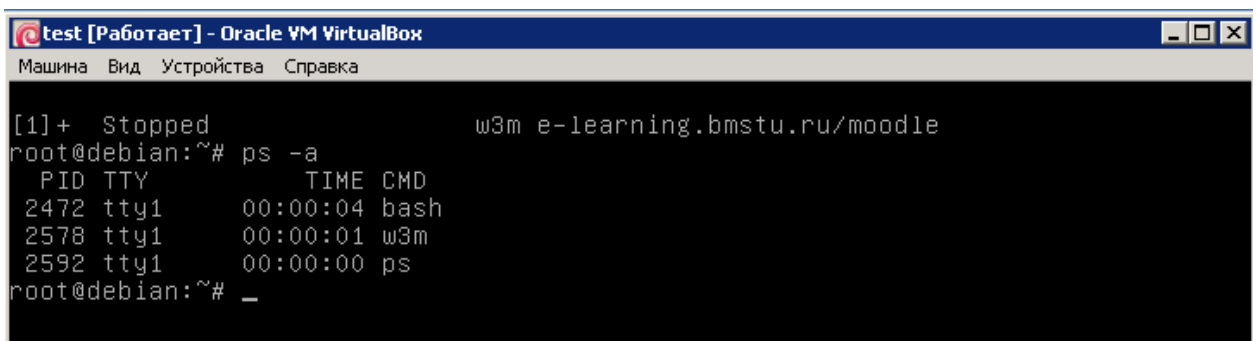 test [Работает] - Oracle VM VirtualBox
Машина Вид Устройства Справка
[1]+  Stopped                 w3m e-learning.bmstu.ru/moodle
root@debian:~# ps -a
  PID TTY          TIME CMD
 2472 tty1     00:00:04 bash
 2578 tty1     00:00:01 w3m
 2592 tty1     00:00:00 ps
root@debian:~# _